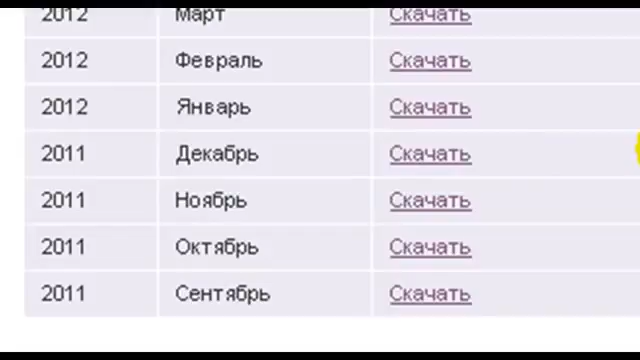 2012 Март Скачать
2012 Февраль Скачать
2012 Январь Скачать
2011 Декабрь Скачать
2011 Ноябрь Скачать
2011 Октябрь Скачать
2011 Сентябрь Скачать